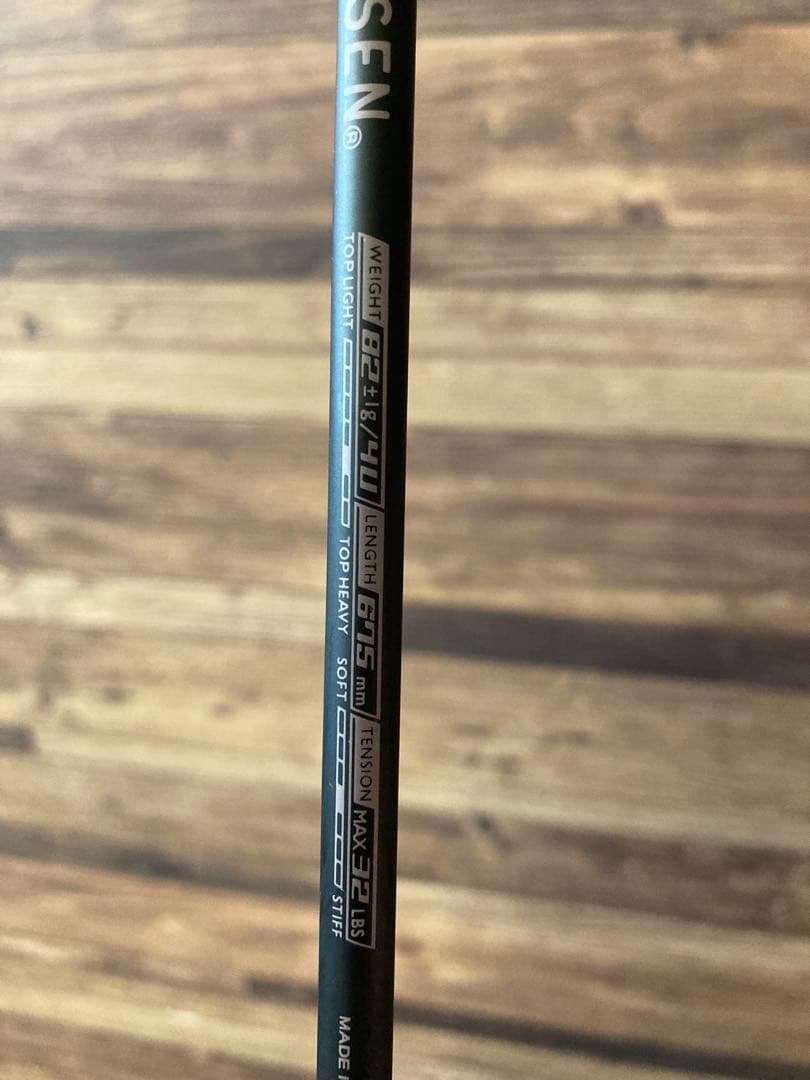 SEN®
WEIGHT 82±1g/4U LENGTH 675 mm TENSION MAX 32 LBS
TOP LIGHT TOP HEAVY SOFT STIFF
MADE